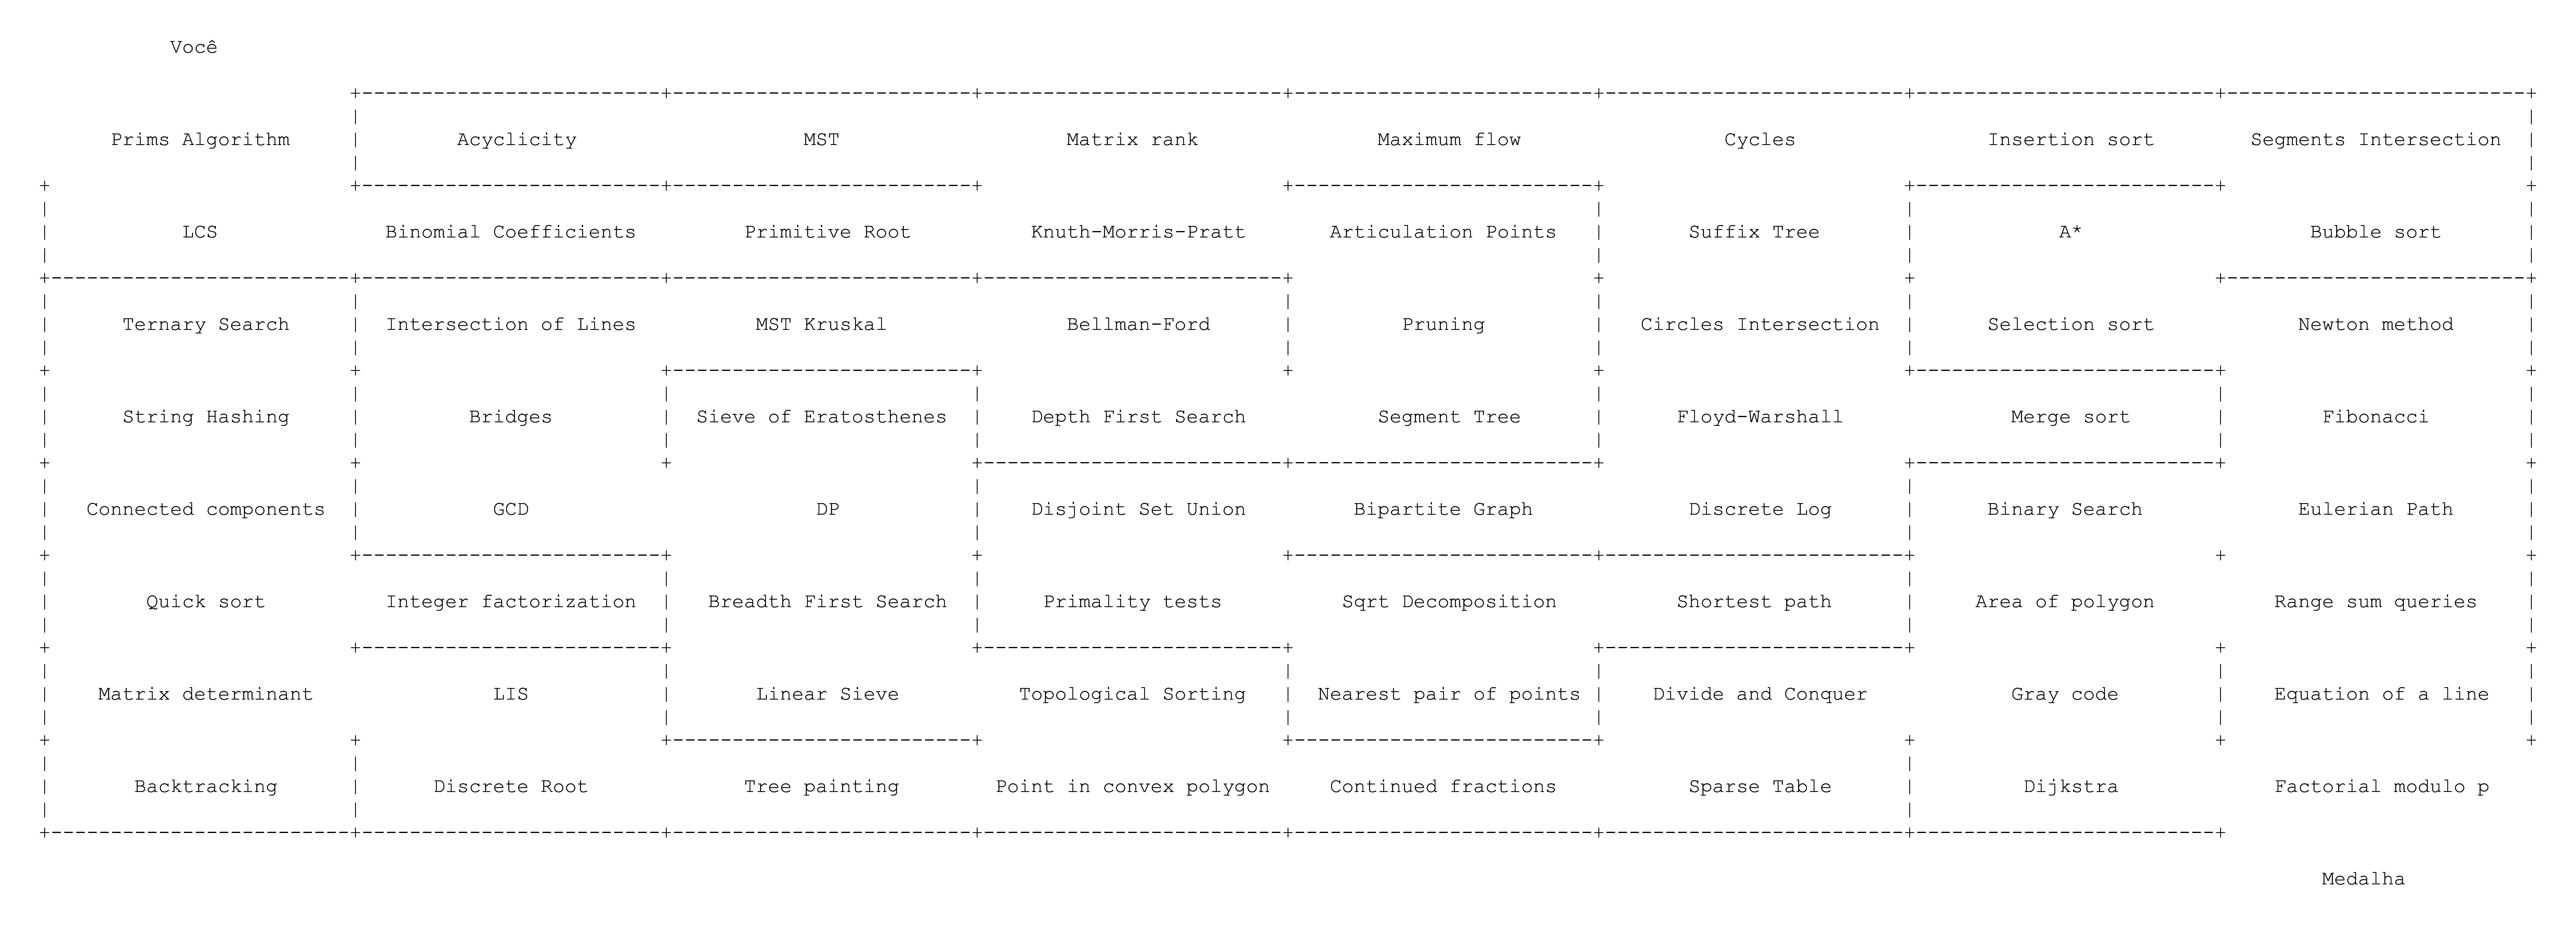 Você
Prims Algorithm Acyclicity MST Matrix rank Maximum flow Cycles Insertion sort Segments Intersection
LCS Binomial Coefficients Primitive Root Knuth-Morris-Pratt Articulation Points Suffix Tree A* Bubble sort
Ternary Search Intersection of Lines MST Kruskal Bellman-Ford Pruning Circles Intersection Selection sort Newton method
String Hashing Bridges Sieve of Eratosthenes Depth First Search Segment Tree Floyd-Warshall Merge sort Fibonacci
Connected components GCD DP Disjoint Set Union Bipartite Graph Discrete Log Binary Search Eulerian Path
Quick sort Integer factorization Breadth First Search Primality tests Sqrt Decomposition Shortest path Area of polygon Range sum queries
Matrix determinant LIS Linear Sieve Topological Sorting Nearest pair of points Divide and Conquer Gray code Equation of a line
Backtracking Discrete Root Tree painting Point in convex polygon Continued fractions Sparse Table Dijkstra Factorial modulo p
Medalha